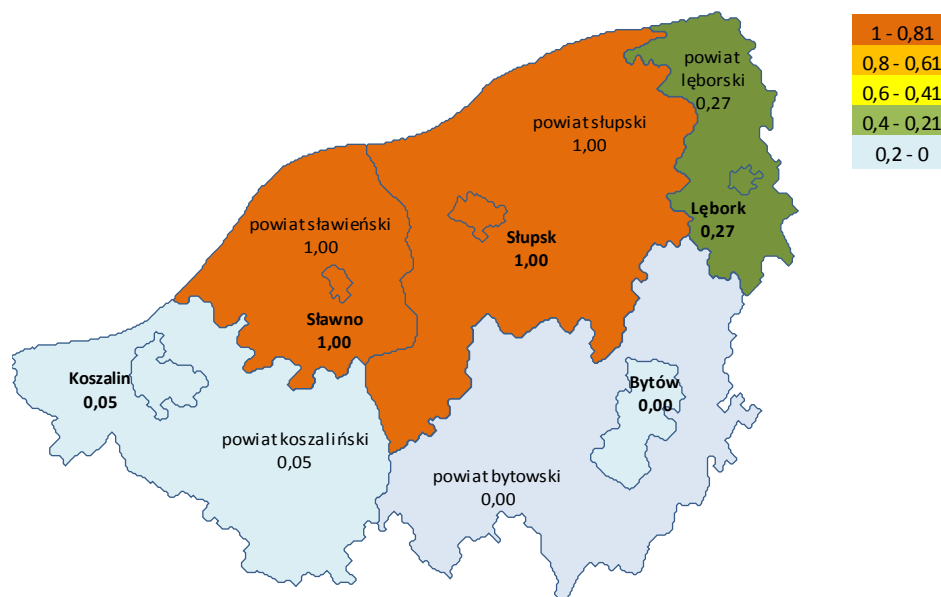 1 - 0,81
0,8 - 0,61
0,6 - 0,41
0,4 - 0,21
0,2 - 0
powiat
lęborski
0,27
powiat słupski
1,00
Lębork
0,27
powiat sławieński
1,00
Słupsk
1,00
Sławno
1,00
Koszalin
0,05
Bytów
0,00
powiat koszaliński
0,05
powiat bytowski
0,00